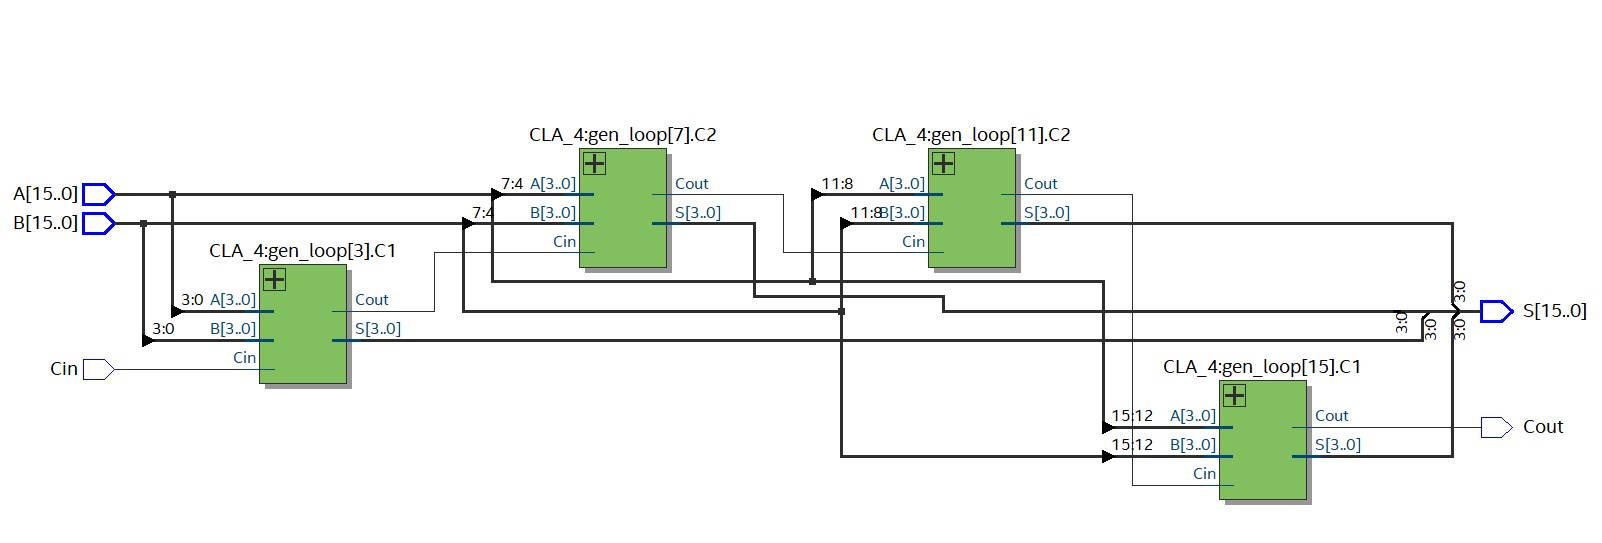 CLA_4:gen_loop[7].C2
CLA_4:gen_loop[11].C2
A[15..0]
7:4
A[3..0]
Cout
11:8
A[3..0]
Cout
B[15..0]
7:4
B[3..0]
S[3..0]
11:8
B[3..0]
S[3..0]
Cin
Cin
CLA_4:gen_loop[3].C1
3:0
A[3..0]
Cout
3:0
B[3..0]
S[3..0]
Cin
Cin
3:0
3:0
3:0
3:0
S[15..0]
CLA_4:gen_loop[15].C1
15:12
A[3..0]
Cout
Cout
15:12
B[3..0]
S[3..0]
Cin